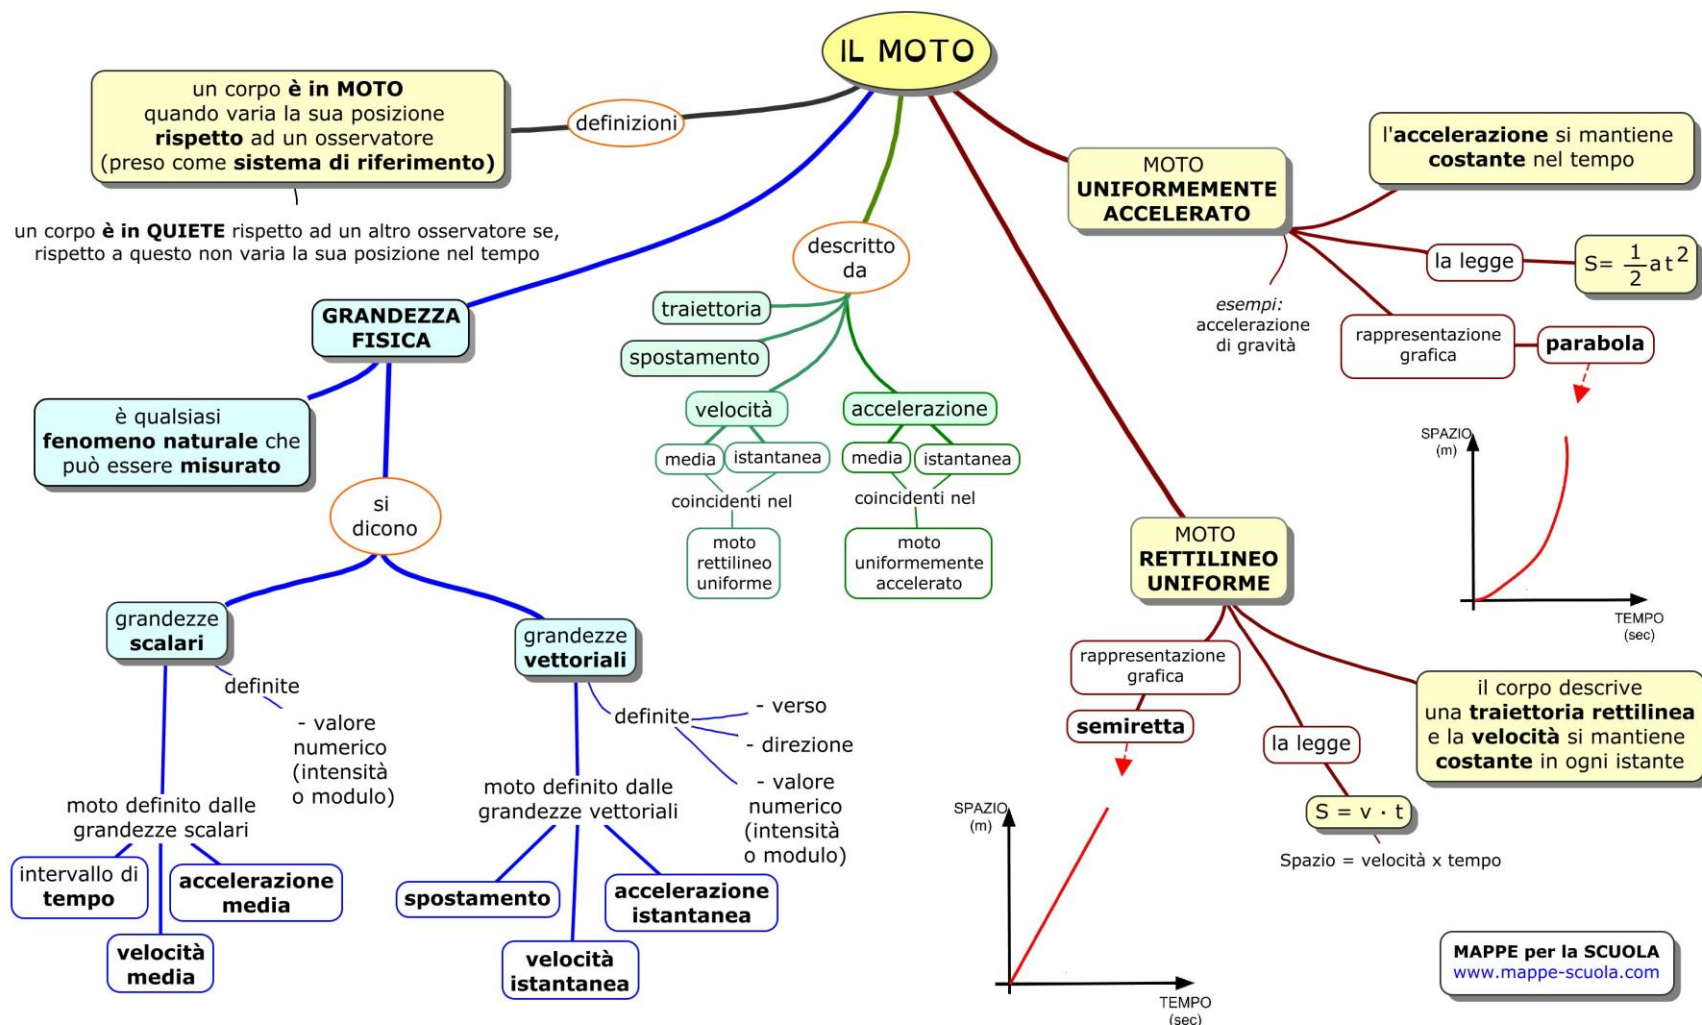 IL MOTO
definizioni
un corpo è in MOTO
quando varia la sua posizione
rispetto ad un osservatore
(preso come sistema di riferimento)
un corpo è in QUIETE rispetto ad un altro osservatore se,
rispetto a questo non varia la sua posizione nel tempo
GRANDEZZA
FISICA
è qualsiasi
fenomeno naturale che
può essere misurato
si
dicono
grandezze
scalari
definite
- valore
numerico
(intensità
o modulo)
moto definito dalle
grandezze scalari
intervallo di
tempo
velocità
media
accelerazione
media
grandezze
vettoriali
definite
- verso
- direzione
- valore
numerico
(intensità
o modulo)
moto definito dalle
grandezze vettoriali
spostamento
velocità
istantanea
accelerazione
istantanea
descritto
da
traiettoria
spostamento
velocità
media
istantanea
coincidenti nel
moto
rettilineo
uniforme
accelerazione
media
istantanea
coincidenti nel
moto
uniformemente
accelerato
MOTO
UNIFORMEMENTE
ACCELERATO
l'accelerazione si mantiene
costante nel tempo
la legge
S= 1/2 at²
esempi:
accelerazione
di gravità
rappresentazione
grafica
parabola
SPAZIO
(m)
TEMPO
(sec)
MOTO
RETTILINEO
UNIFORME
rappresentazione
grafica
semiretta
SPAZIO
(m)
TEMPO
(sec)
la legge
S = v · t
Spazio = velocità x tempo
il corpo descrive
una traiettoria rettilinea
e la velocità si mantiene
costante in ogni istante
MAPPE per la SCUOLA
www.mappe-scuola.com